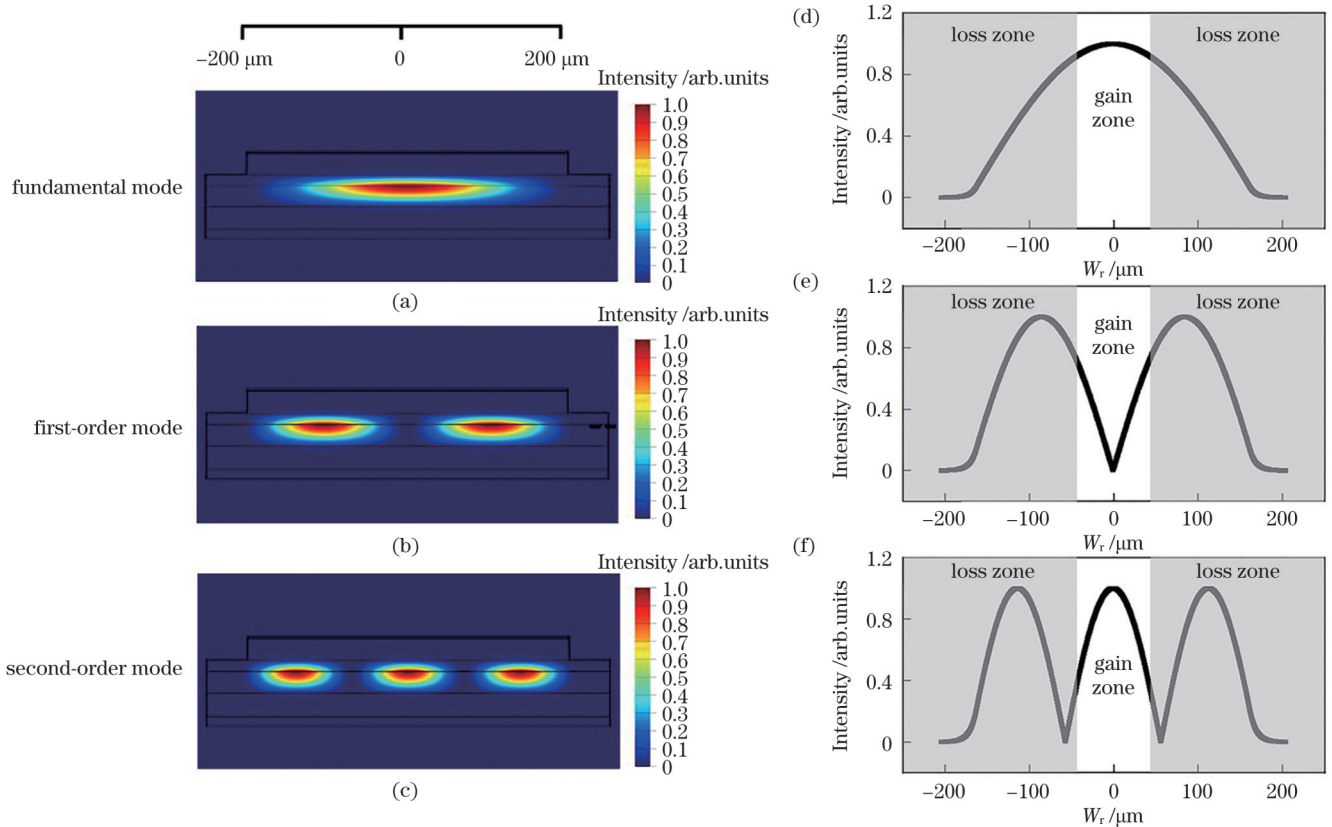 −200 μm 0 200 μm
Intensity /arb.units
1.0
0.9
0.8
0.7
0.6
0.5
0.4
0.3
0.2
0.1
0
fundamental mode
(a)
Intensity /arb.units
1.0
0.9
0.8
0.7
0.6
0.5
0.4
0.3
0.2
0.1
0
first-order mode
(b)
Intensity /arb.units
1.0
0.9
0.8
0.7
0.6
0.5
0.4
0.3
0.2
0.1
0
second-order mode
(c)
(d)
Intensity /arb.units
1.2
0.8
0.4
0
loss zone
gain
zone
loss zone
−200 −100 0 100 200
Wr /μm
(e)
Intensity /arb.units
1.2
0.8
0.4
0
loss zone
gain
zone
loss zone
−200 −100 0 100 200
Wr /μm
(f)
Intensity /arb.units
1.2
0.8
0.4
0
loss zone
gain
zone
loss zone
−200 −100 0 100 200
Wr /μm